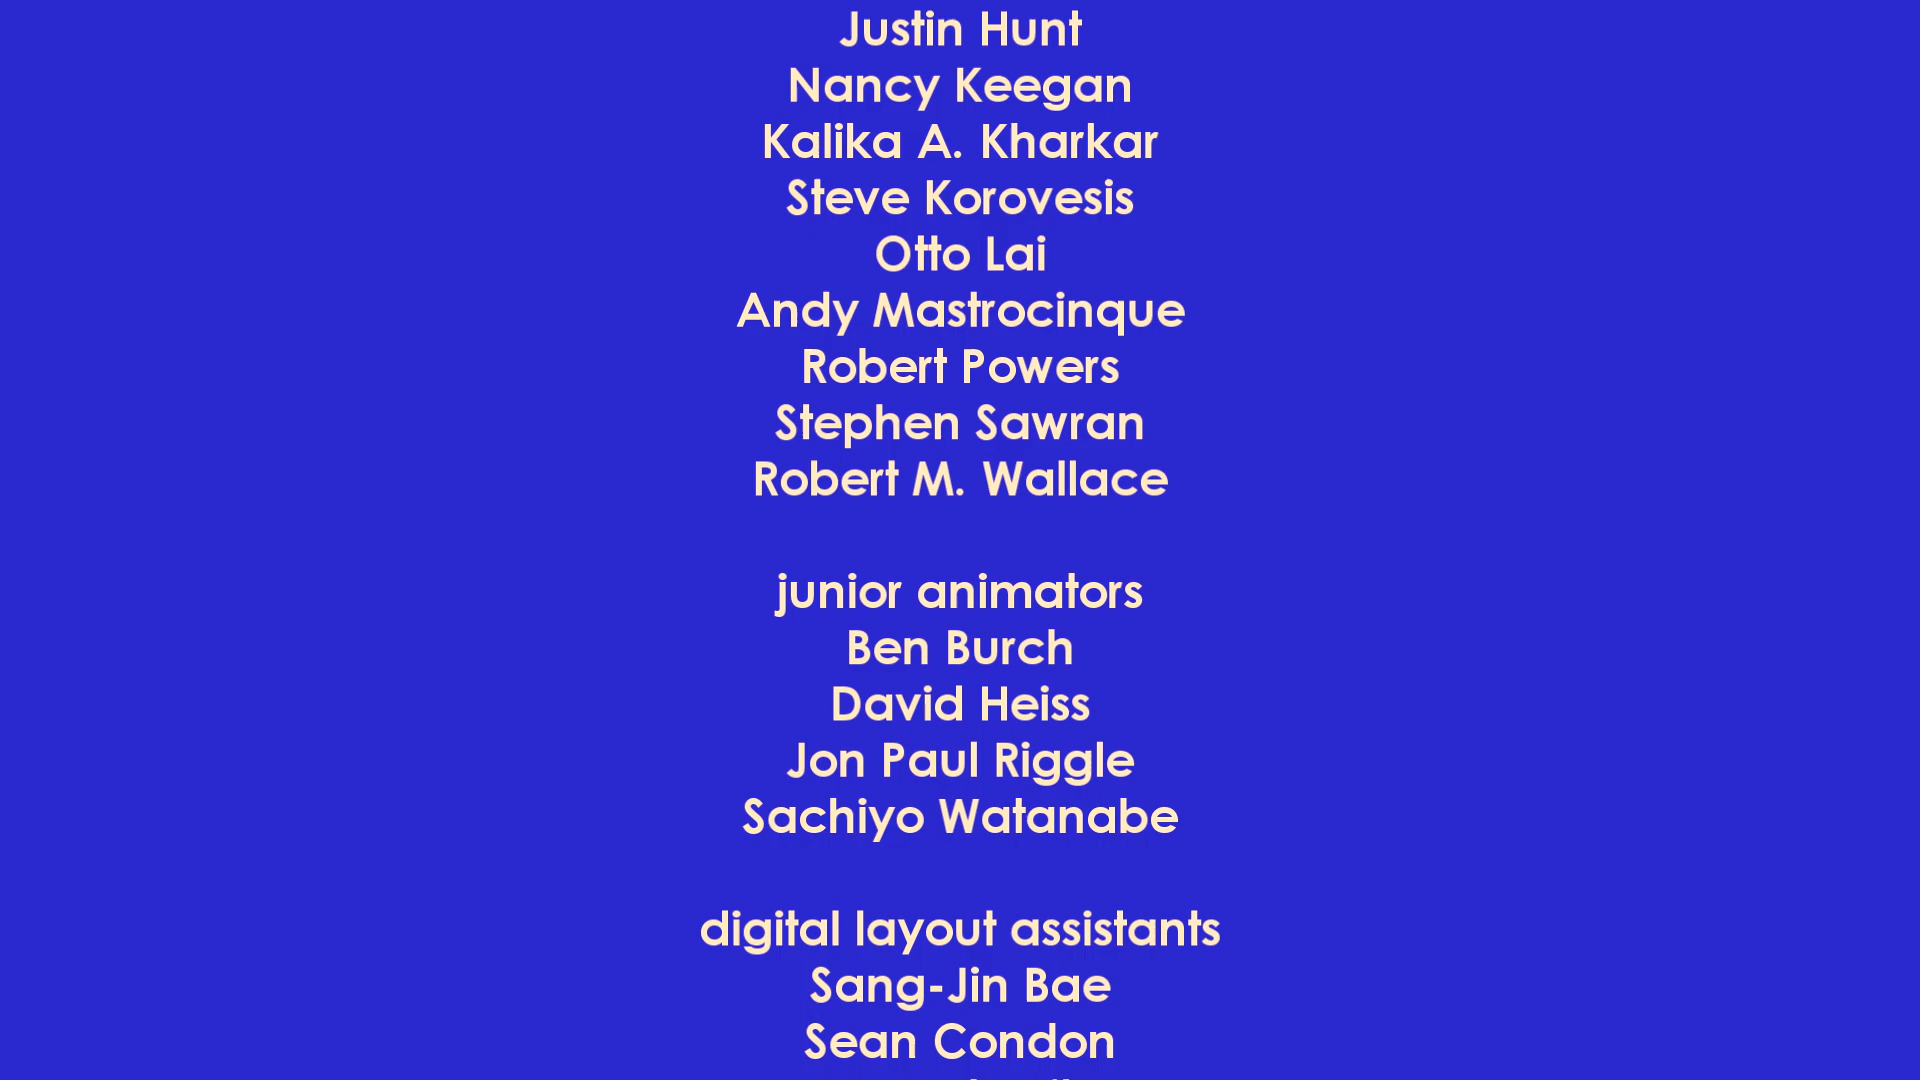 Justin Hunt
Nancy Keegan
Kalika A. Kharkar
Steve Korovesis
Otto Lai
Andy Mastrocinque
Robert Powers
Stephen Sawran
Robert M. Wallace
junior animators
Ben Burch
David Heiss
Jon Paul Riggle
Sachiyo Watanabe
digital layout assistants
Sang-Jin Bae
Sean Condon